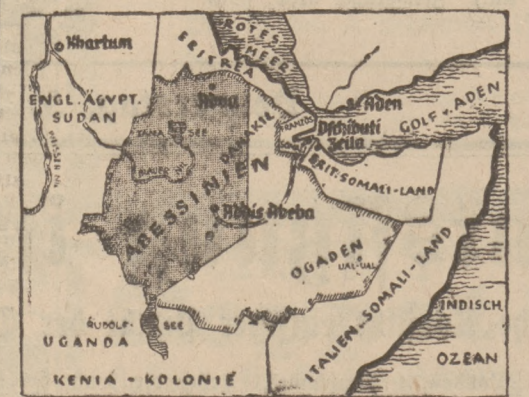 ROTES
MEER
ERITREA
Khartum
ENGL. ÄGYPT.
SUDAN
Adua
Aden
GOLF v. ADEN
TANA SEE
DANAKIL
FRANZÖS
Dschibuti
Zeila
BRIT. SOMALI-LAND
ABESSINIEN
Addis Abeba
OGADEN
UAL-UAL
ITALIEN-SOMALI-LAND
RUDOLF- SEE
UGANDA
INDISCH
OZEAN
KENIA - KOLONIE